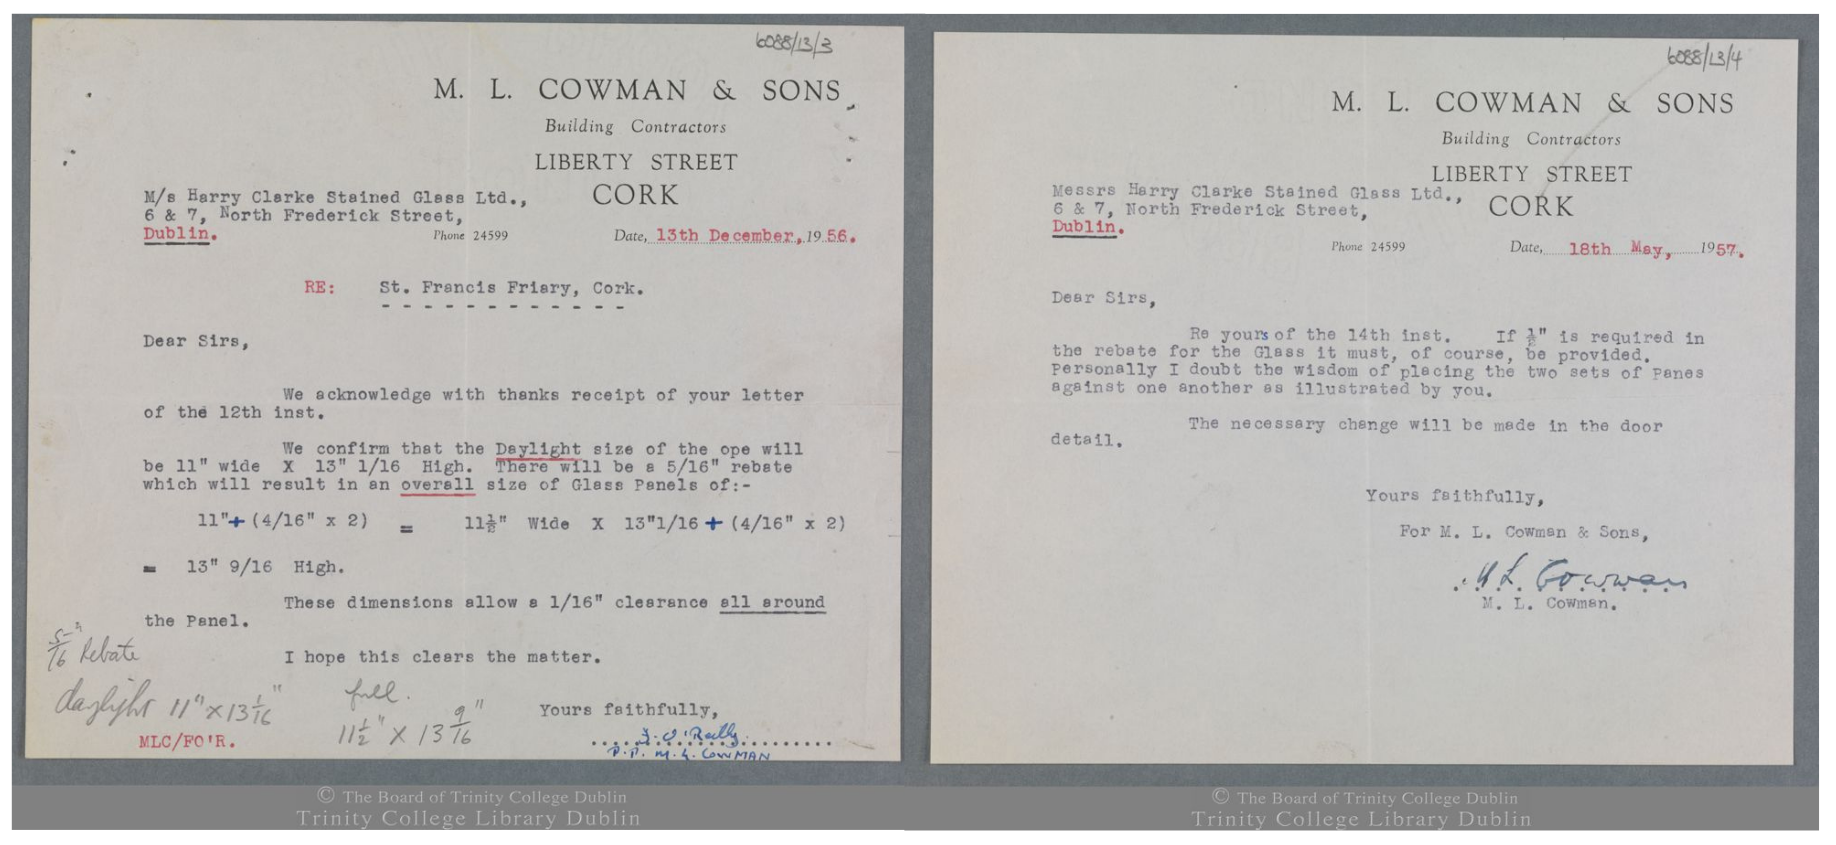 6088/13/3
M. L. COWMAN & SONS
Building Contractors
LIBERTY STREET
CORK
M/s Harry Clarke Stained Glass Ltd.,
6 & 7, North Frederick Street,
Dublin.
Phone 24599
Date, 13th December, 1956.
RE: St. Francis Friary, Cork.
Dear Sirs,
We acknowledge with thanks receipt of your letter
of the 12th inst.
We confirm that the Daylight size of the ope will
be 11" wide X 13" 1/16 High. There will be a 5/16" rebate
which will result in an overall size of Glass Panels of:-
11"+ (4/16" x 2) = 11½" Wide X 13"1/16 + (4/16" x 2)
= 13" 9/16 High.
These dimensions allow a 1/16" clearance all around
the Panel.
I hope this clears the matter.
5/16" Rebate
daylight 11" x 13 1/16"
full.
11½" X 13 9/16"
Yours faithfully,
MLC/FO'R.
F. O'Reilly
P.P. M. L. COWMAN
© The Board of Trinity College Dublin
Trinity College Library Dublin
6088/13/4
M. L. COWMAN & SONS
Building Contractors
LIBERTY STREET
CORK
Messrs Harry Clarke Stained Glass Ltd.,
6 & 7, North Frederick Street,
Dublin.
Phone 24599
Date, 18th May, 1957.
Dear Sirs,
Re yours of the 14th inst. If ½" is required in
the rebate for the Glass it must, of course, be provided.
Personally I doubt the wisdom of placing the two sets of Panes
against one another as illustrated by you.
The necessary change will be made in the door
detail.
Yours faithfully,
For M. L. Cowman & Sons,
M L. Cowman
M. L. Cowman.
© The Board of Trinity College Dublin
Trinity College Library Dublin